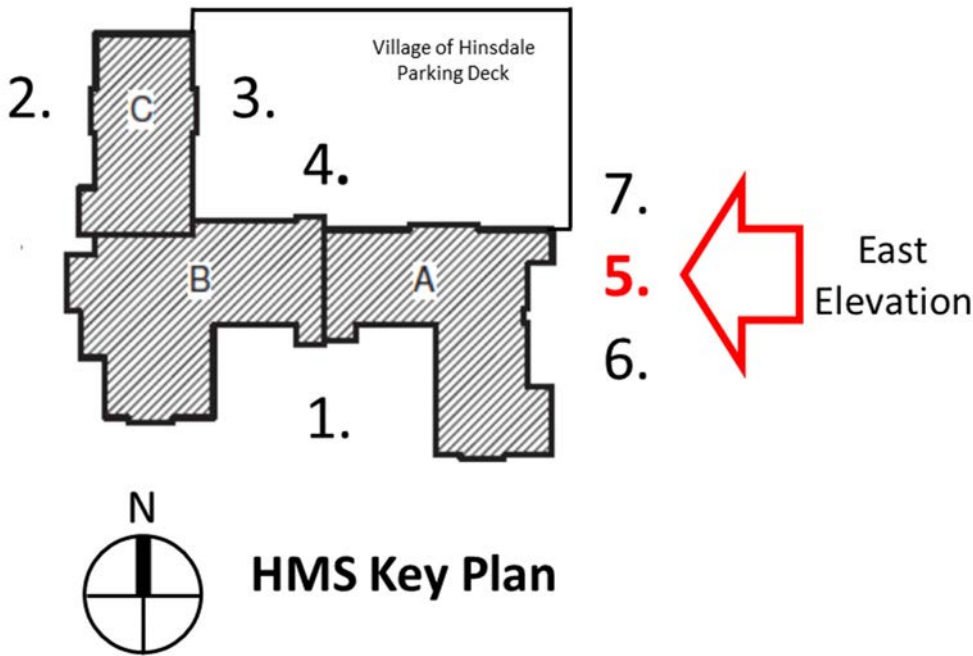 Village of Hinsdale
Parking Deck
2.
C
3.
4.
7.
B
A
5.
East
Elevation
6.
1.
N
HMS Key Plan